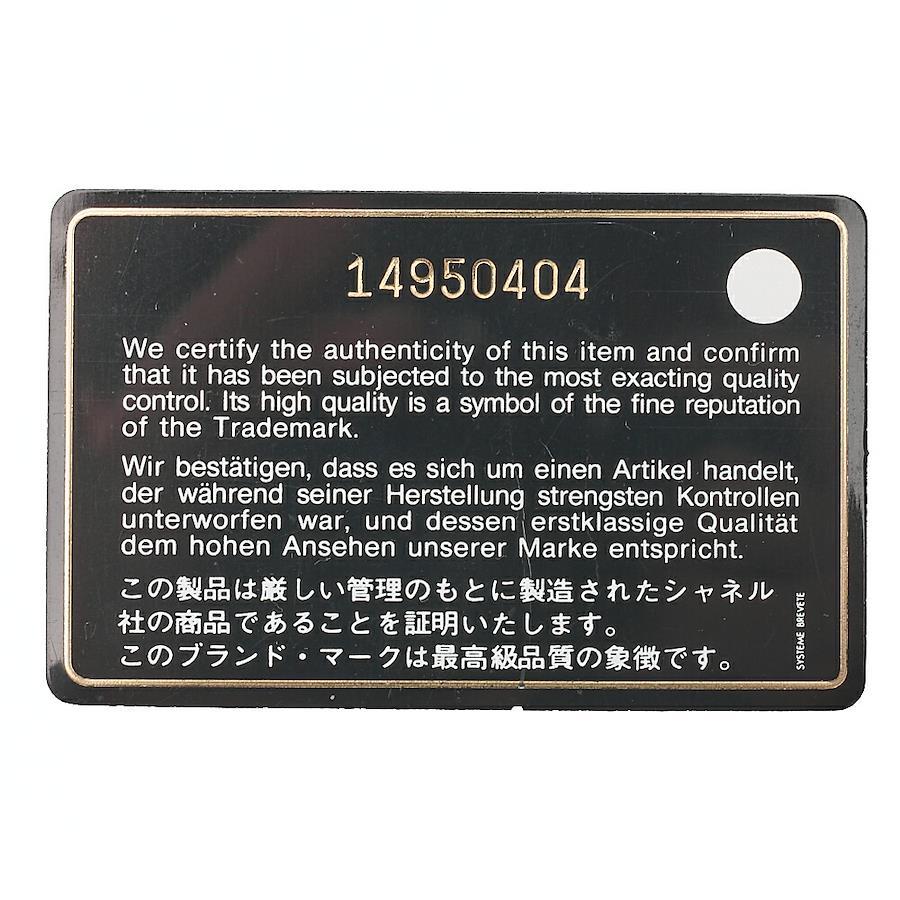 14950404
We certify the authenticity of this item and confirm
that it has been subjected to the most exacting quality
control. Its high quality is a symbol of the fine reputation
of the Trademark.
Wir bestätigen, dass es sich um einen Artikel handelt,
der während seiner Herstellung strengsten Kontrollen
unterworfen war, und dessen erstklassige Qualität
dem hohen Ansehen unserer Marke entspricht.
この製品は厳しい管理のもとに製造されたシャネル
社の商品であることを証明いたします。
このブランド・マークは最高級品質の象徴です。
SYSTEME BREVETE